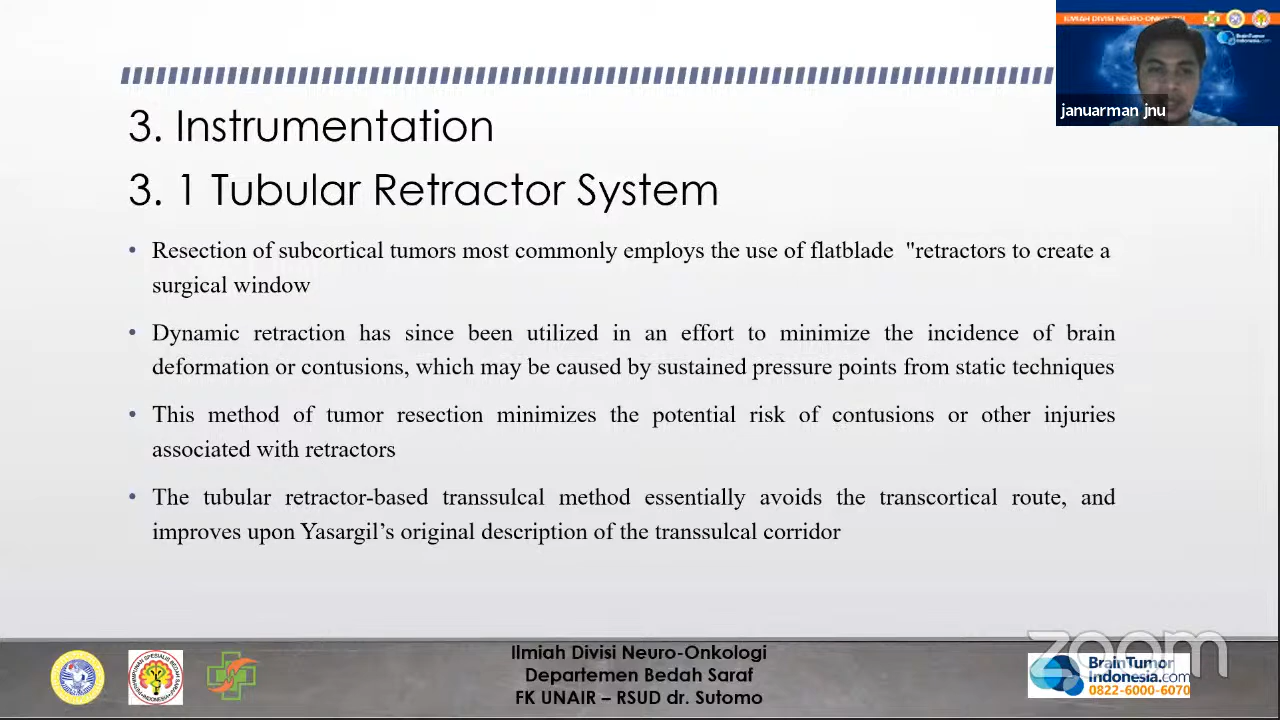 ILMIAH DIVISI NEURO-ONKOLOGI
januarman jnu
3. Instrumentation
3. 1 Tubular Retractor System
• Resection of subcortical tumors most commonly employs the use of flatblade "retractors to create a
surgical window
• Dynamic retraction has since been utilized in an effort to minimize the incidence of brain
deformation or contusions, which may be caused by sustained pressure points from static techniques
• This method of tumor resection minimizes the potential risk of contusions or other injuries
associated with retractors
• The tubular retractor-based transsulcal method essentially avoids the transcortical route, and
improves upon Yasargil’s original description of the transsulcal corridor
Ilmiah Divisi Neuro-Onkologi
Departemen Bedah Saraf
FK UNAIR – RSUD dr. Sutomo
zoom
BrainTumor
Indonesia.com
0822-6000-6070